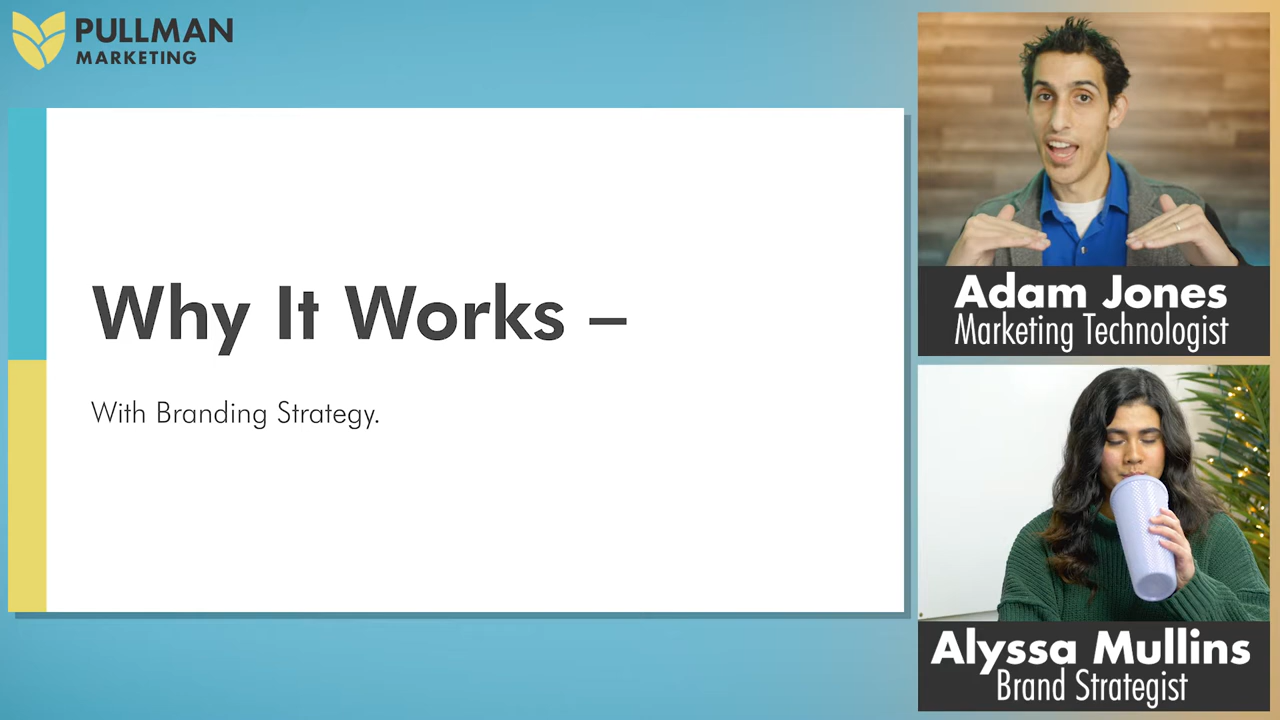 PULLMAN
MARKETING
Why It Works –
With Branding Strategy.
Adam Jones
Marketing Technologist
Alyssa Mullins
Brand Strategist